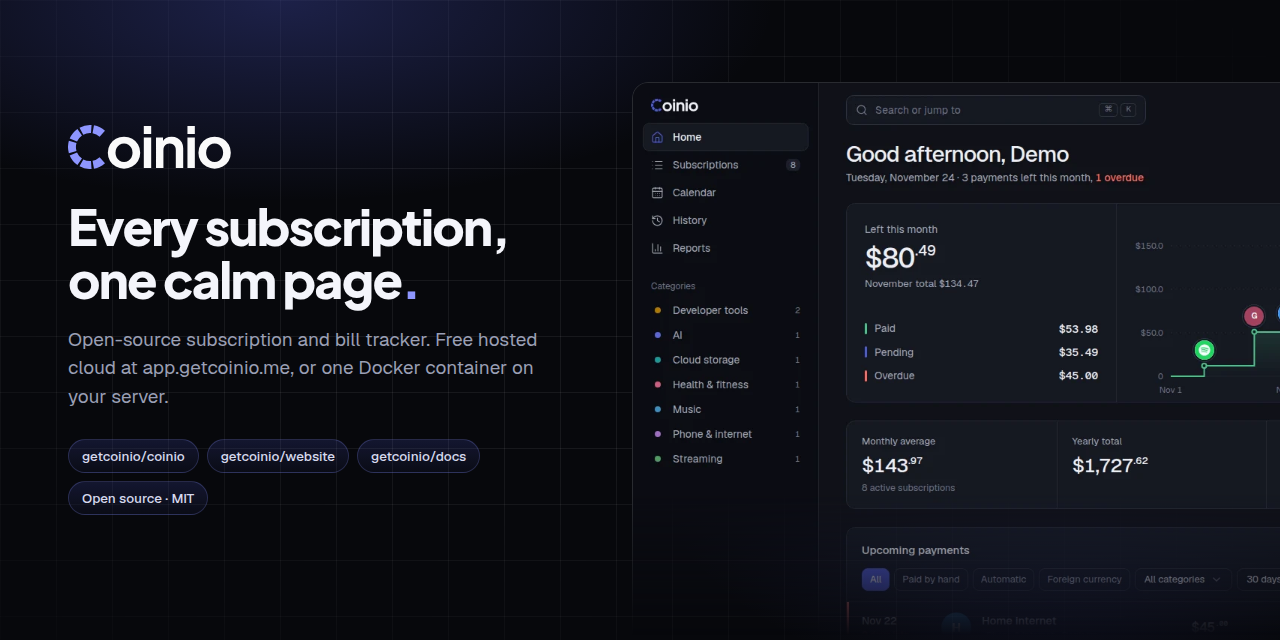 Coinio
Every subscription,
one calm page.
Open-source subscription and bill tracker. Free hosted
cloud at app.getcoinio.me, or one Docker container on
your server.
getcoinio/coinio
getcoinio/website
getcoinio/docs
Open source · MIT
Coinio
Home
Subscriptions 8
Calendar
History
Reports
Categories
Developer tools 2
AI 1
Cloud storage 1
Health & fitness 1
Music 1
Phone & internet 1
Streaming 1
Search or jump to ⌘ K
Good afternoon, Demo
Tuesday, November 24 · 3 payments left this month, 1 overdue
Left this month
$80.49
November total $134.47
Paid $53.98
Pending $35.49
Overdue $45.00
$150.0
$100.0
$50.0
0
G
Nov 1
Monthly average
$143.97
8 active subscriptions
Yearly total
$1,727.62
Upcoming payments
All
Paid by hand
Automatic
Foreign currency
All categories
30 days
Nov 22
Home Internet